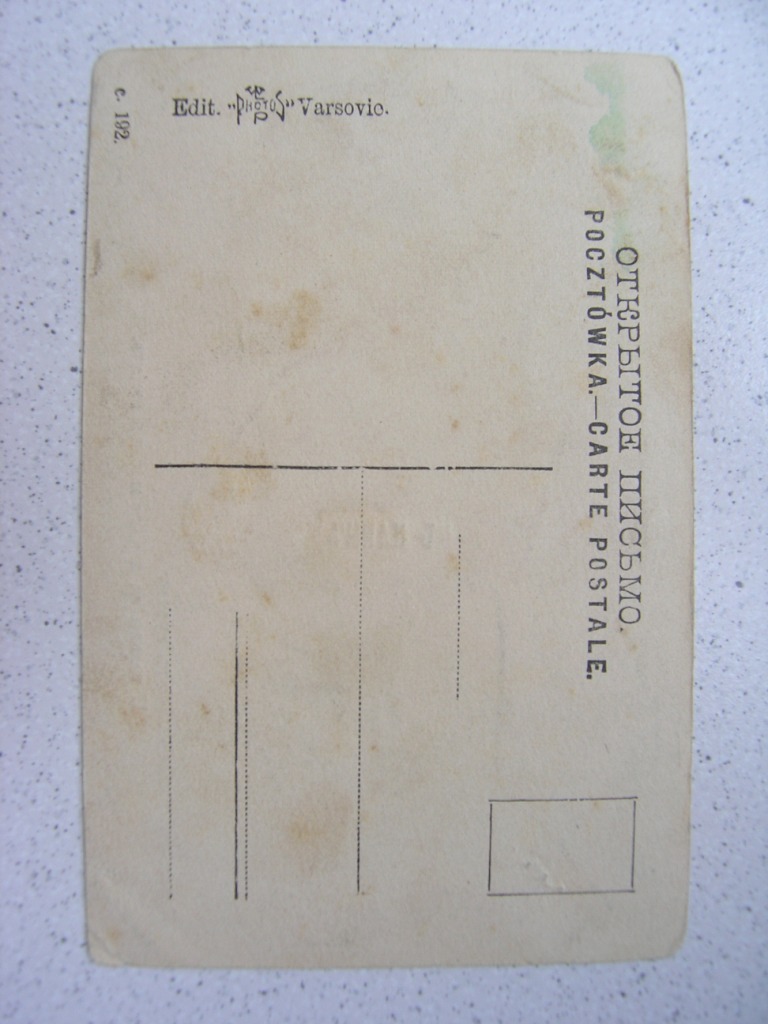 ОТКРЫТОЕ ПИСЬМО.
POCZTÓWKA.—CARTE POSTALE.
Edit. "PHOTOS" Varsovie.
c. 192.